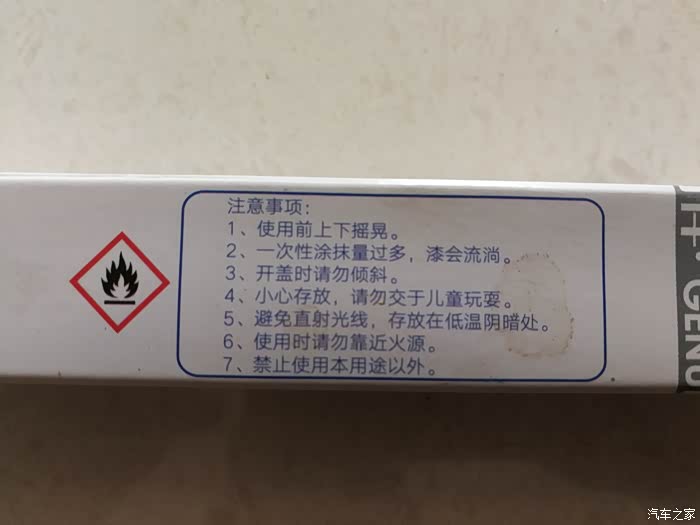 注意事项：
1、使用前上下摇晃。
2、一次性涂抹量过多，漆会流淌。
3、开盖时请勿倾斜。
4、小心存放，请勿交于儿童玩耍。
5、避免直射光线，存放在低温阴暗处。
6、使用时请勿靠近火源。
7、禁止使用本用途以外。
汽车之家